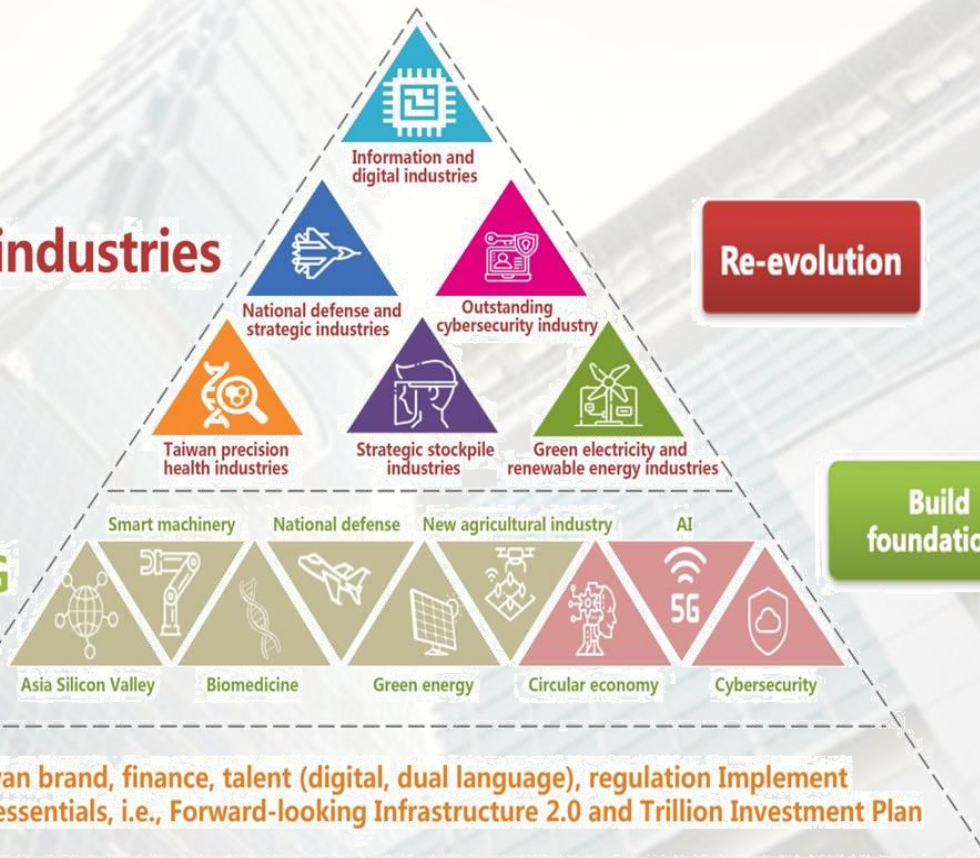 Information and
digital industries
industries
Re-evolution
National defense and
strategic industries
Outstanding
cybersecurity industry
Taiwan precision
health industries
Strategic stockpile
industries
Green electricity and
renewable energy industries
Build
Smart machinery
National defense
New agricultural industry
AI
G
5G
Asia Silicon Valley
Biomedicine
Green energy
Circular economy
Cybersecurity
brand, finance, talent (digital, dual language), regulation Implement
essentials, i.e., Forward-looking Infrastructure 2.0 and Trillion Investment Plan